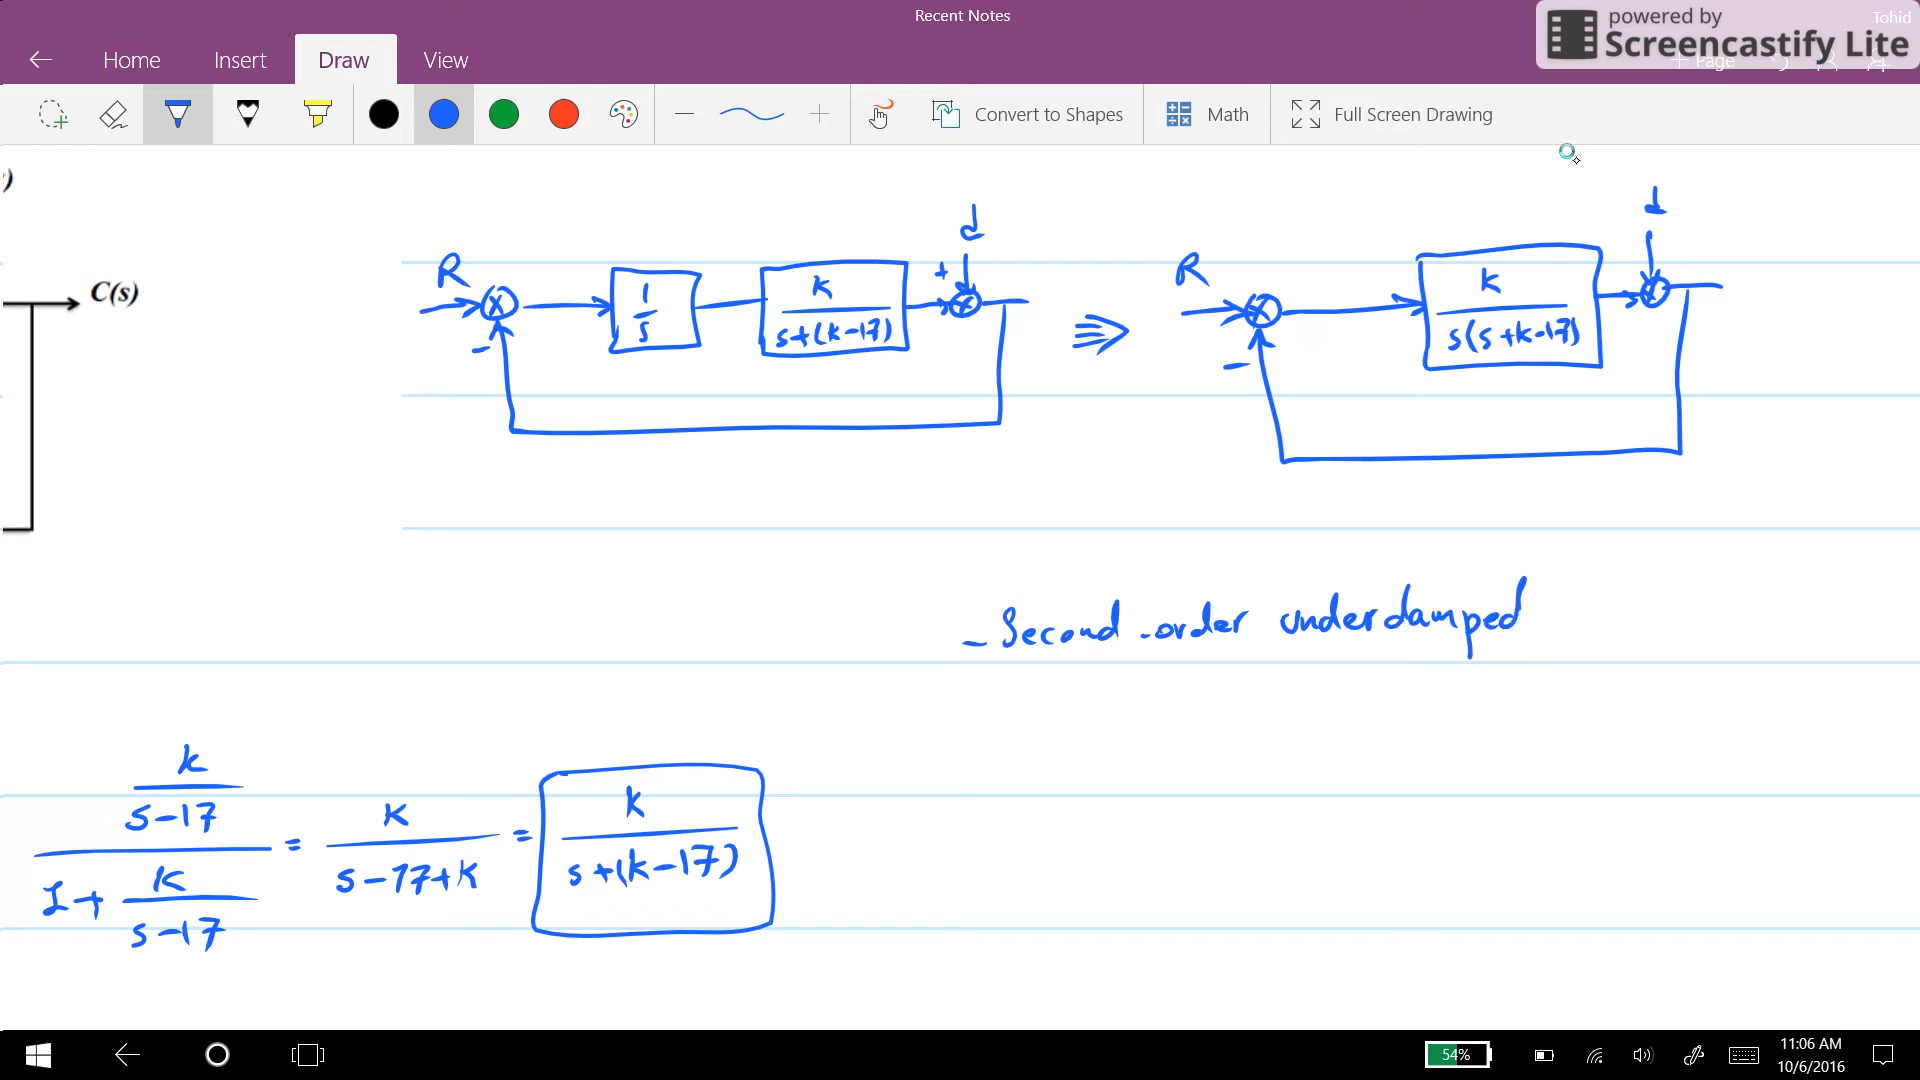 Recent Notes
Tohid
powered by
Screencastify Lite
Home Insert Draw View
Page
Convert to Shapes Math Full Screen Drawing
)
C(s)
R
1
s
k
s+(k-17)
+
d
-
⇛
R
k
s(s+k-17)
d
-
- Second-order underdamped
k
s-17
1+
k
s-17
=
k
s-17+k
=
k
s+(k-17)
54%
11:06 AM
10/6/2016